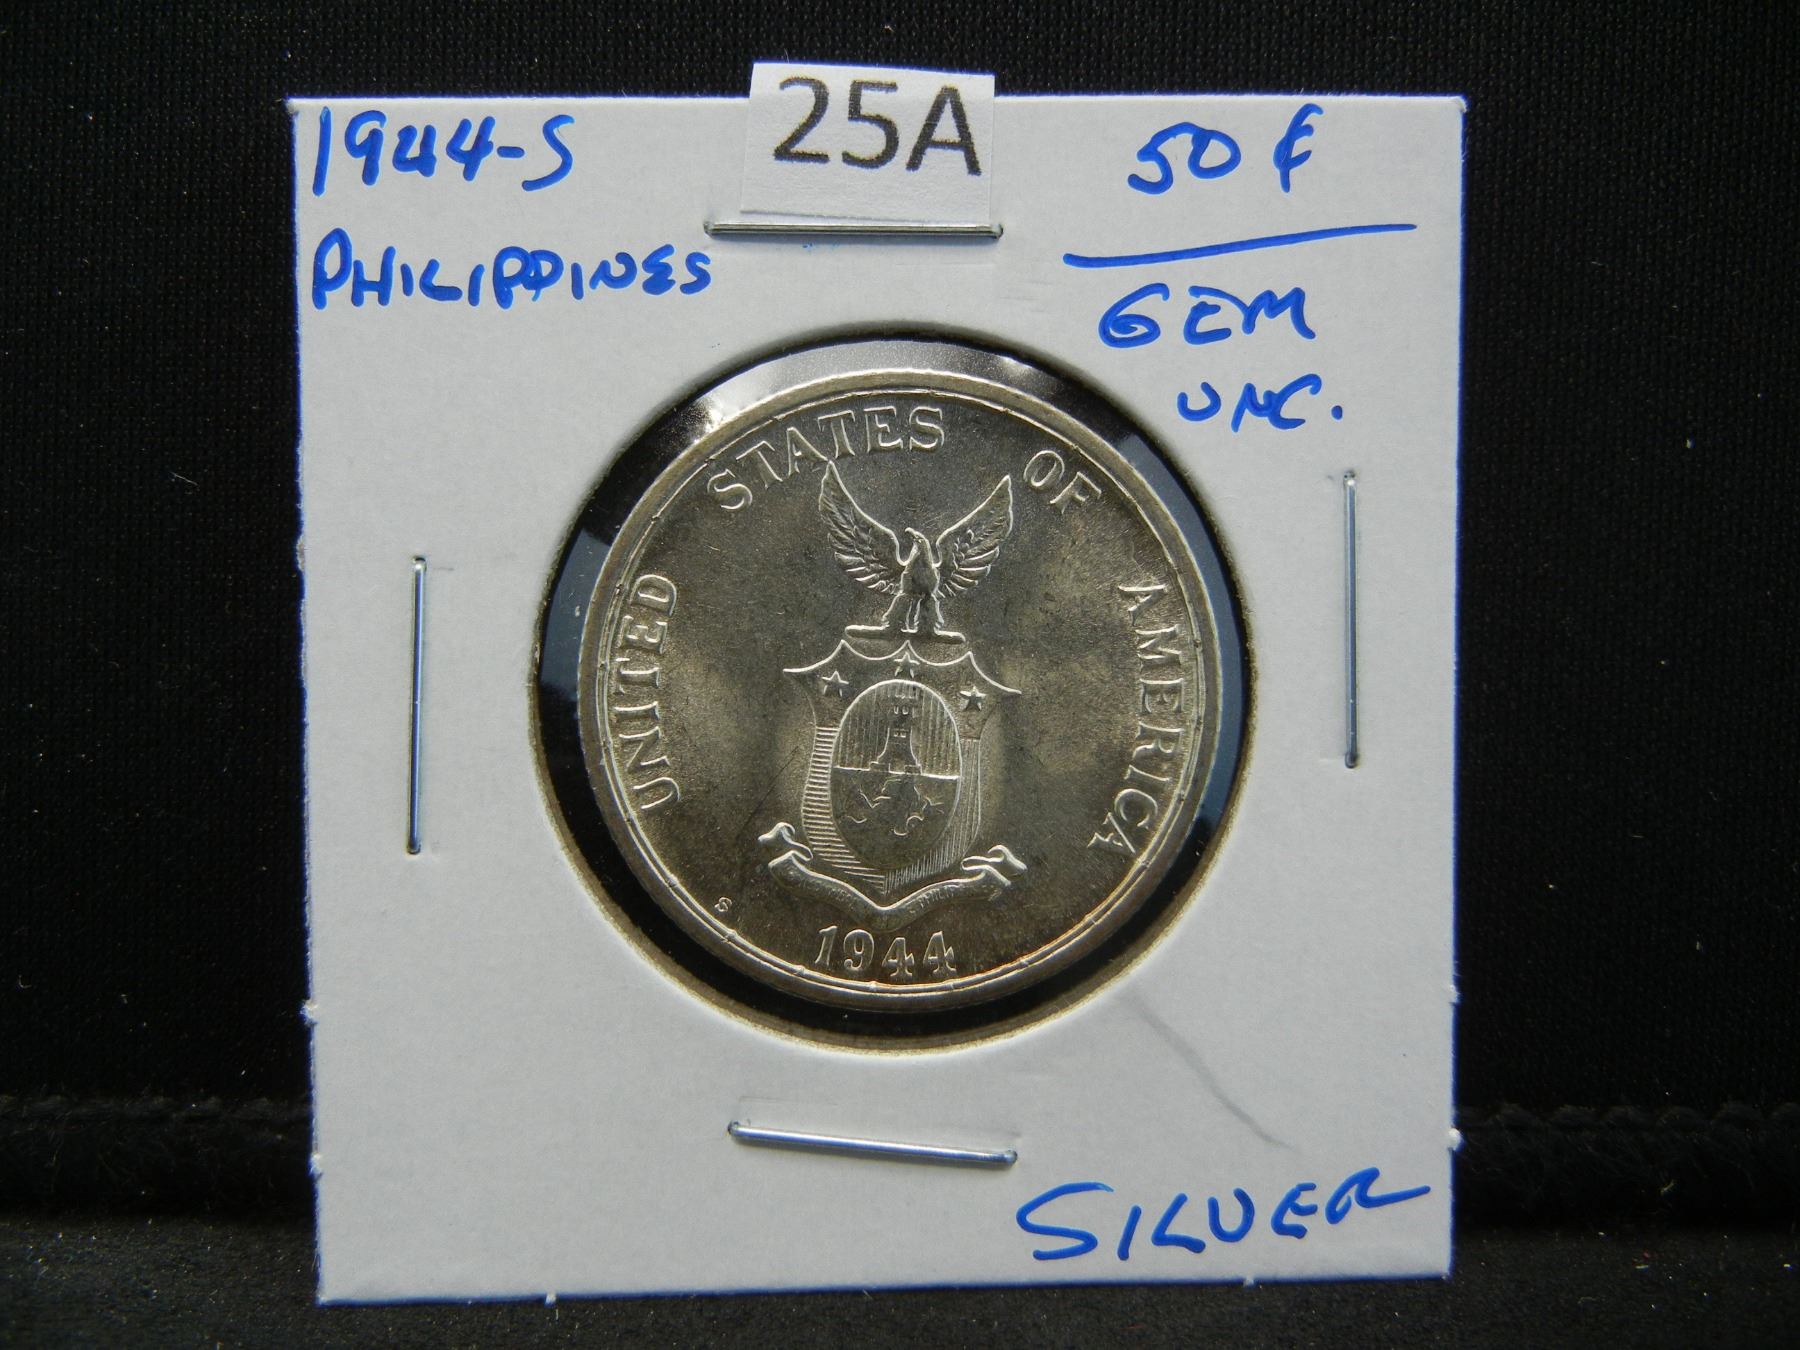 25A
1944-S
PHILIPPINES
50¢
GEM
UNC.
UNITED STATES OF AMERICA
S
1944
SILVER